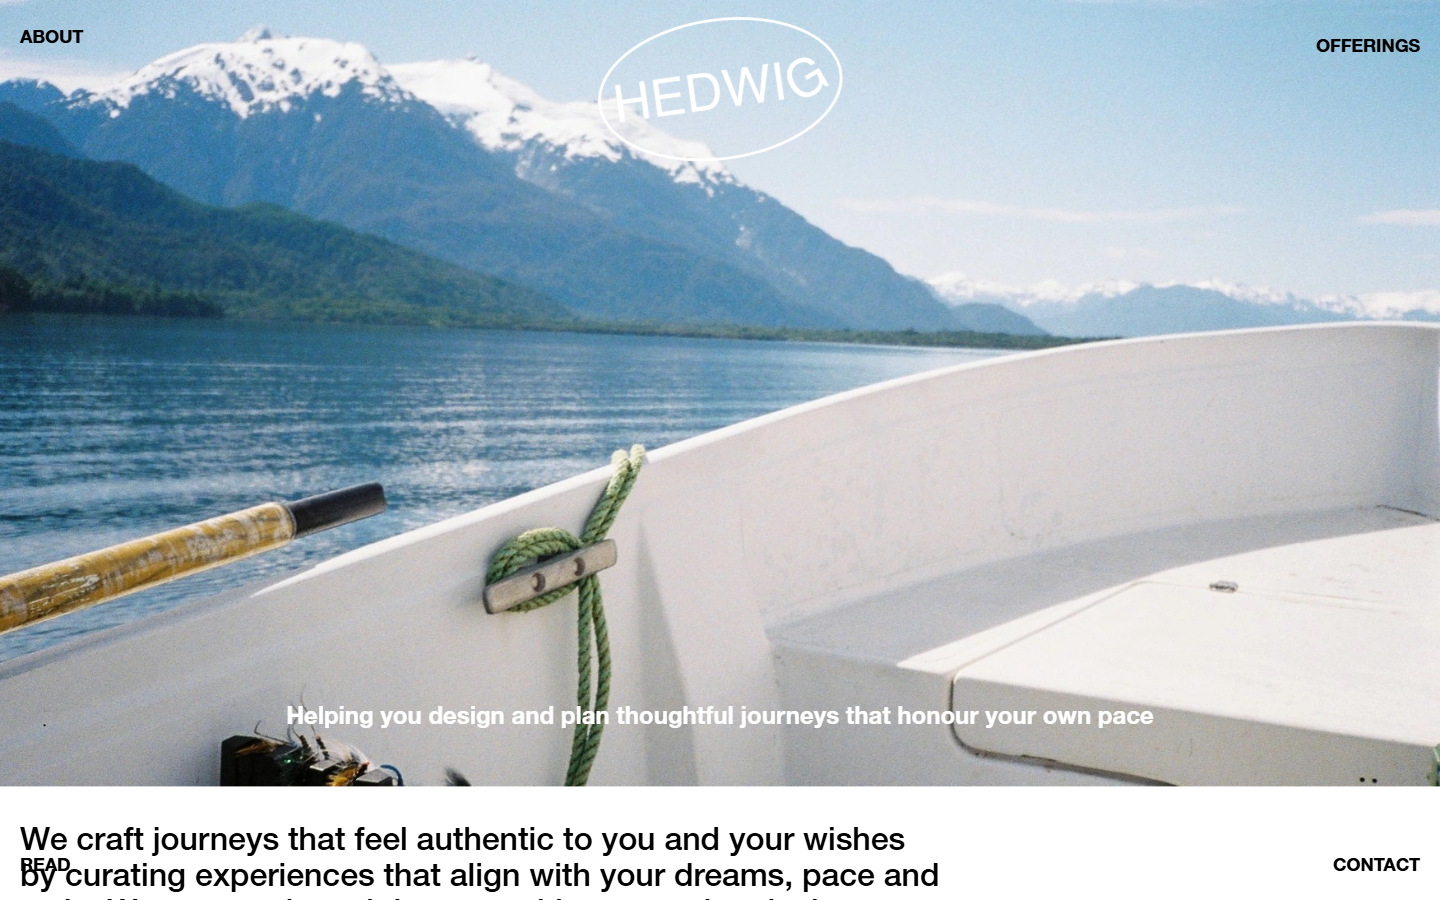 ABOUT
HEDWIG
OFFERINGS
Helping you design and plan thoughtful journeys that honour your own pace
We craft journeys that feel authentic to you and your wishes
READ
by curating experiences that align with your dreams, pace and
CONTACT